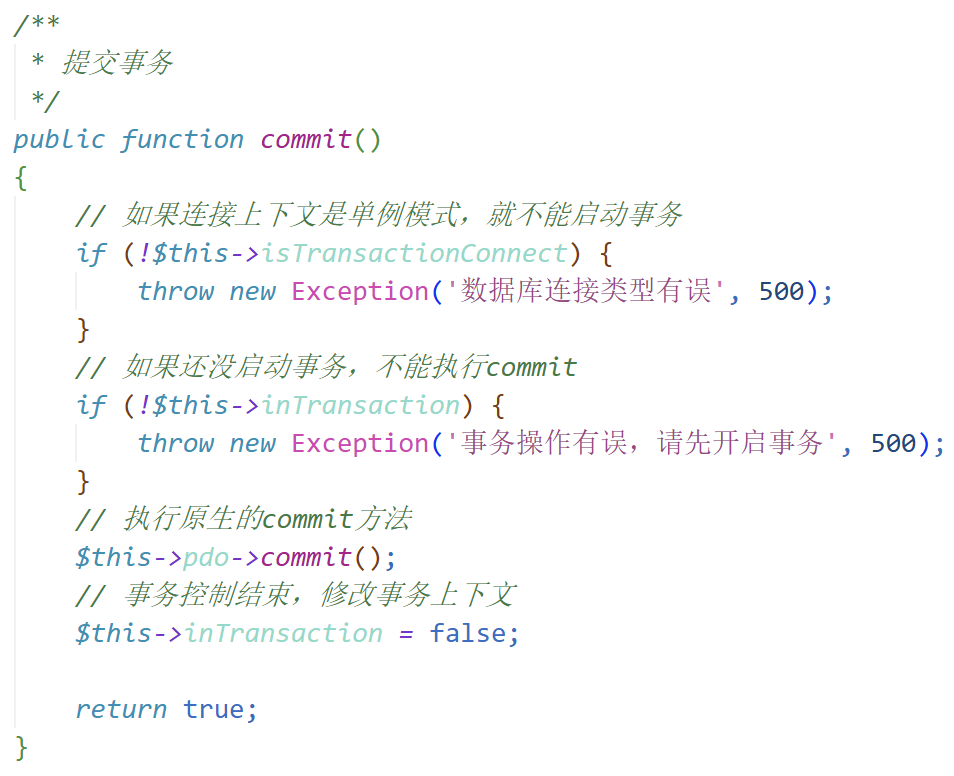 /**
 * 提交事务
 */
public function commit()
{
    // 如果连接上下文是单例模式，就不能启动事务
    if (!$this->isTransactionConnect) {
        throw new Exception('数据库连接类型有误', 500);
    }
    // 如果还没启动事务，不能执行commit
    if (!$this->inTransaction) {
        throw new Exception('事务操作有误，请先开启事务', 500);
    }
    // 执行原生的commit方法
    $this->pdo->commit();
    // 事务控制结束，修改事务上下文
    $this->inTransaction = false;

    return true;
}